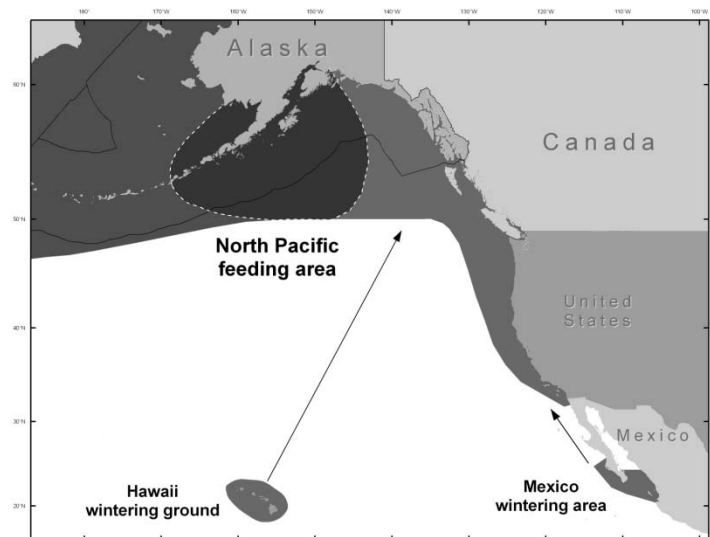 180° 170°W 160°W 150°W 140°W 130°W 120°W 110°W 100°W
Alaska
60°N
Canada
50°N
North Pacific
feeding area
United
States
40°N
30°N
Mexico
Hawaii
wintering ground
Mexico
wintering area
20°N